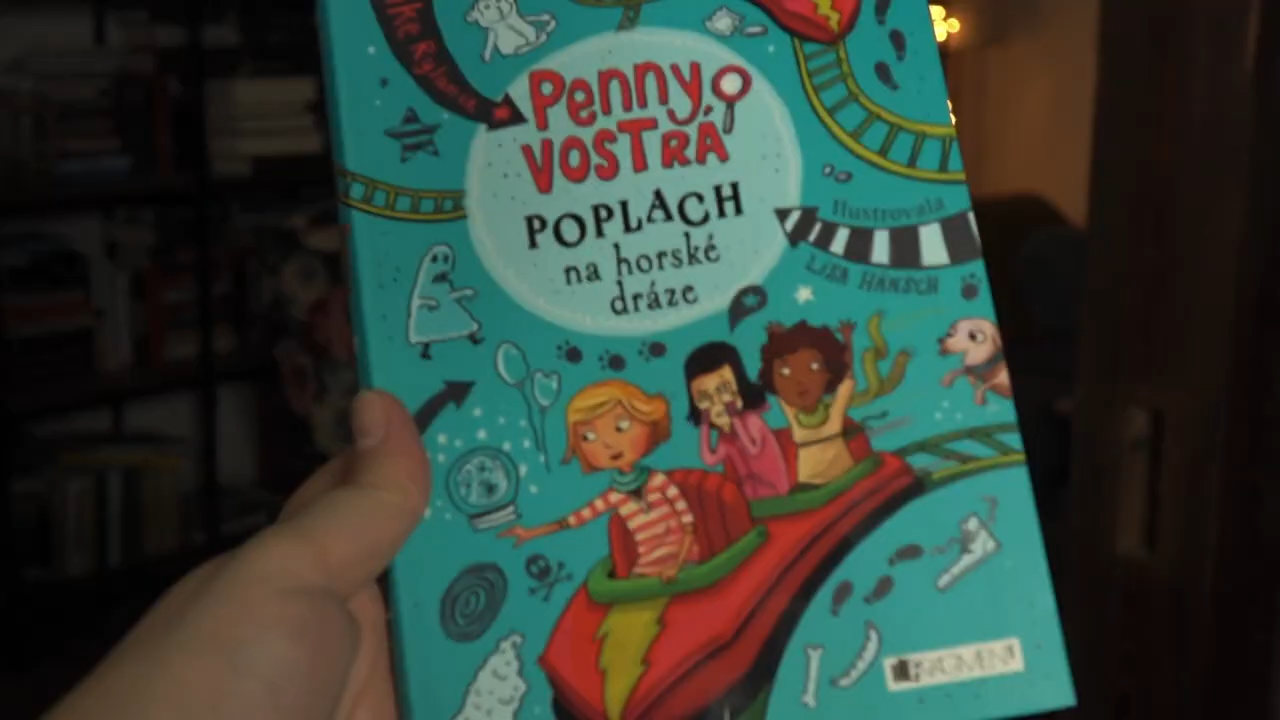 Penny
VOSTRÁ
POPLACH
na horské
dráze
Ilustrovala
LISA HÄNSCH
FRAGMENT